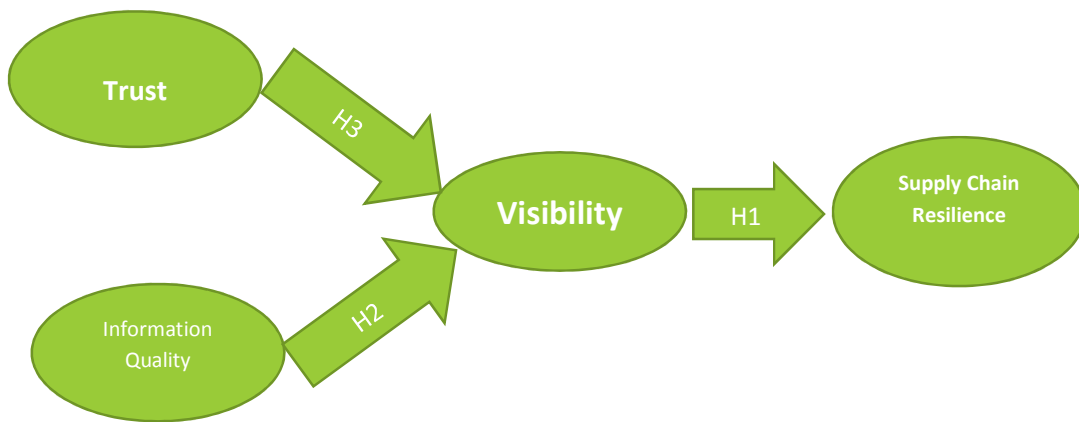 Trust
H3
Visibility
H1
Supply Chain
Resilience
H2
Information
Quality